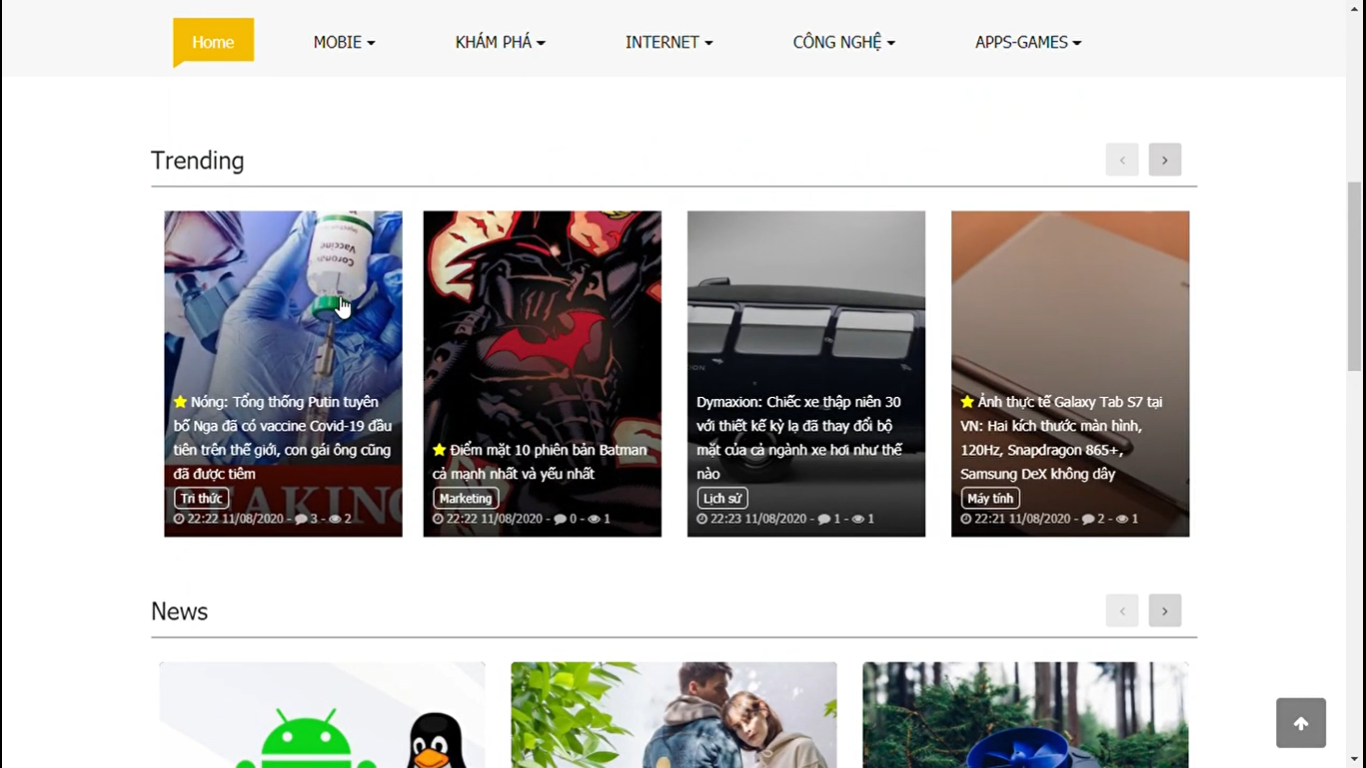 Home
MOBIE
KHÁM PHÁ
INTERNET
CÔNG NGHỆ
APPS-GAMES
Trending
Corona
Vaccine
Nóng: Tổng thống Putin tuyên
bố Nga đã có vaccine Covid-19 đầu
tiên trên thế giới, con gái ông cũng
đã được tiêm
Tri thức
22:22 11/08/2020 - 3 - 2
Điểm mặt 10 phiên bản Batman
cả mạnh nhất và yếu nhất
Marketing
22:22 11/08/2020 - 0 - 1
Dymaxion: Chiếc xe thập niên 30
với thiết kế kỳ lạ đã thay đổi bộ
mặt của cả ngành xe hơi như thế
nào
Lịch sử
22:23 11/08/2020 - 1 - 1
Ảnh thực tế Galaxy Tab S7 tại
VN: Hai kích thước màn hình,
120Hz, Snapdragon 865+,
Samsung DeX không dây
Máy tính
22:21 11/08/2020 - 2 - 1
News